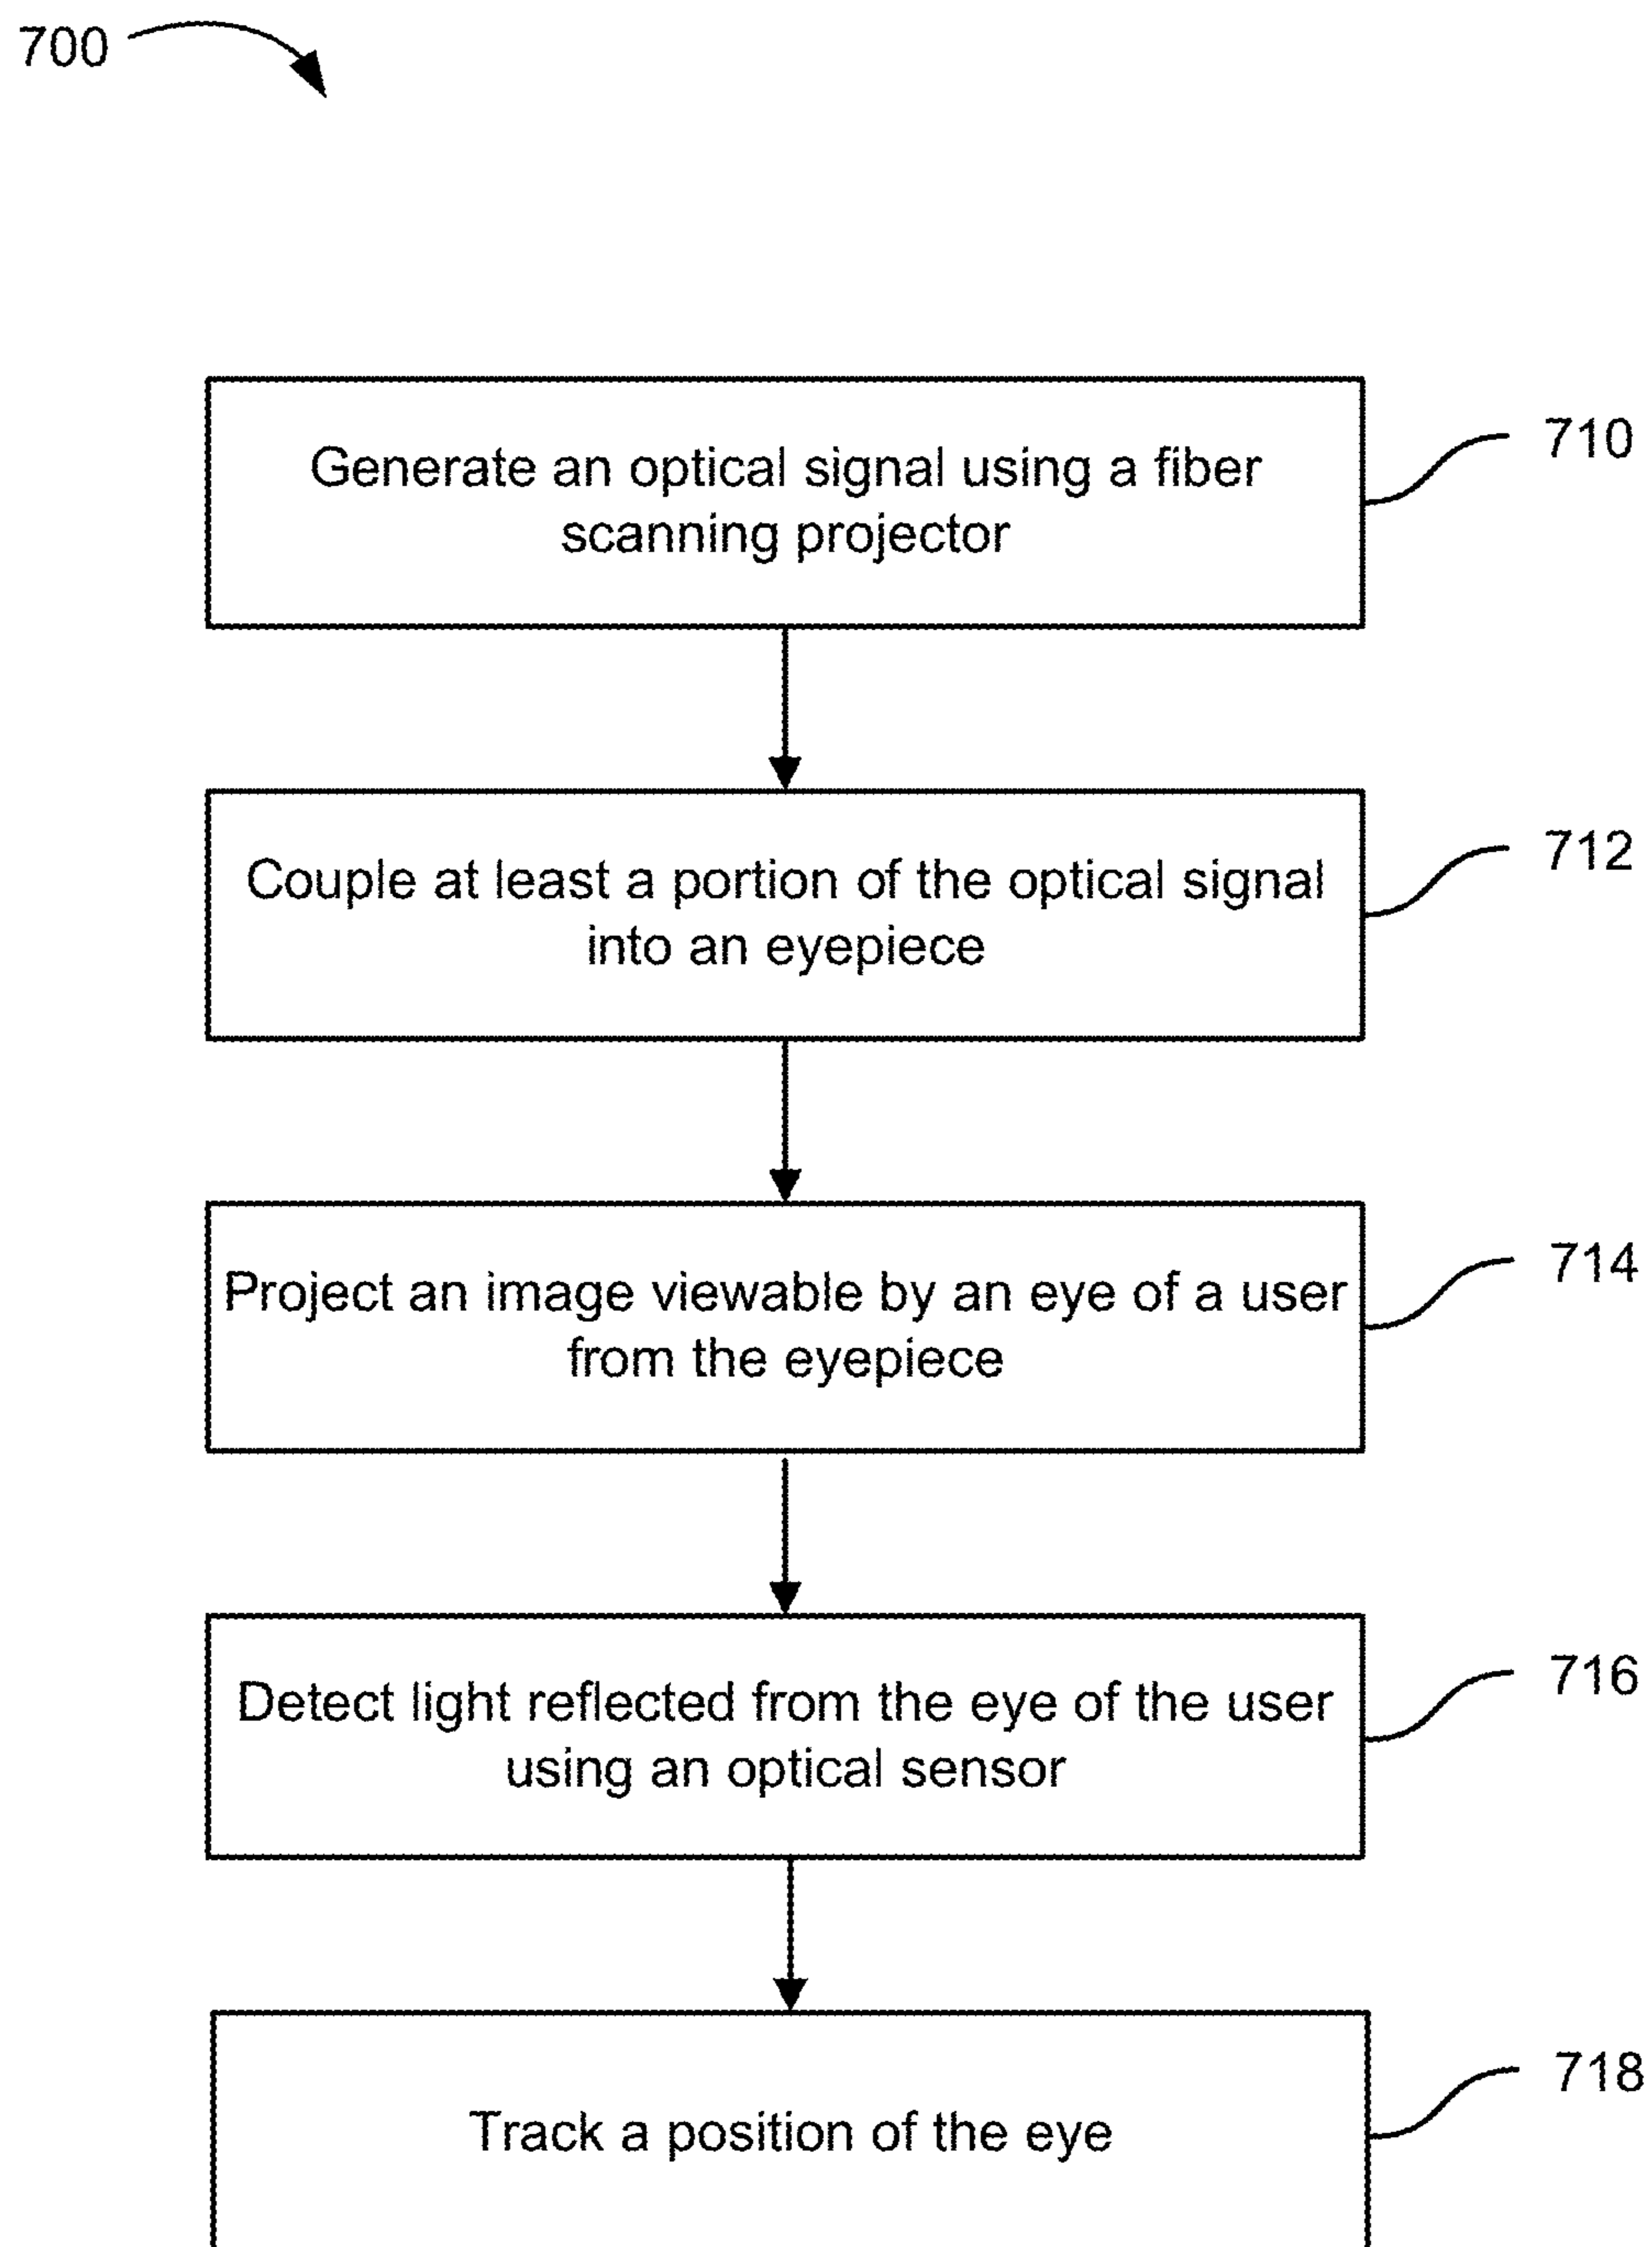 700
Generate an optical signal using a fiber
scanning projector
710
Couple at least a portion of the optical signal
into an eyepiece
712
Project an image viewable by an eye of a user
from the eyepiece
714
Detect light reflected from the eye of the user
using an optical sensor
716
Track a position of the eye
718